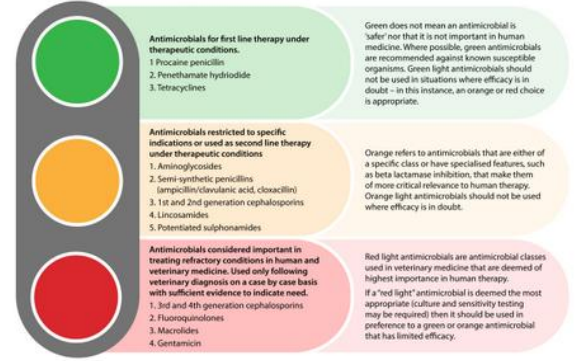 Antimicrobials for first line therapy under
therapeutic conditions.
1 Procaine penicillin
2. Penethamate hydriodide
3. Tetracyclines
Green does not mean an antimicrobial is
'safer' nor that it is not important in human
medicine. Where possible, green antimicrobials
are recommended against known susceptible
organisms. Green light antimicrobials should
not be used in situations where efficacy is in
doubt – in this instance, an orange or red choice
is appropriate.
Antimicrobials restricted to specific
indications or used as second line therapy
under therapeutic conditions
1. Aminoglycosides
2. Semi-synthetic penicillins
(ampicillin/clavulanic acid, cloxacillin)
3. 1st and 2nd generation cephalosporins
4. Lincosamides
5. Potentiated sulphonamides
Orange refers to antimicrobials that are either of
a specific class or have specialised features, such
as beta lactamase inhibition, that make them
of more critical relevance to human therapy.
Orange light antimicrobials should not be used
where efficacy is in doubt.
Antimicrobials considered important in
treating refractory conditions in human and
veterinary medicine. Used only following
veterinary diagnosis on a case by case basis
with sufficient evidence to indicate need.
1. 3rd and 4th generation cephalosporins
2. Fluoroquinolones
3. Macrolides
4. Gentamicin
Red light antimicrobials are antimicrobial classes
used in veterinary medicine that are deemed of
highest importance in human therapy.
If a "red light" antimicrobial is deemed the most
appropriate (culture and sensitivity testing
may be required) then it should be used in
preference to a green or orange antimicrobial
that has limited efficacy.